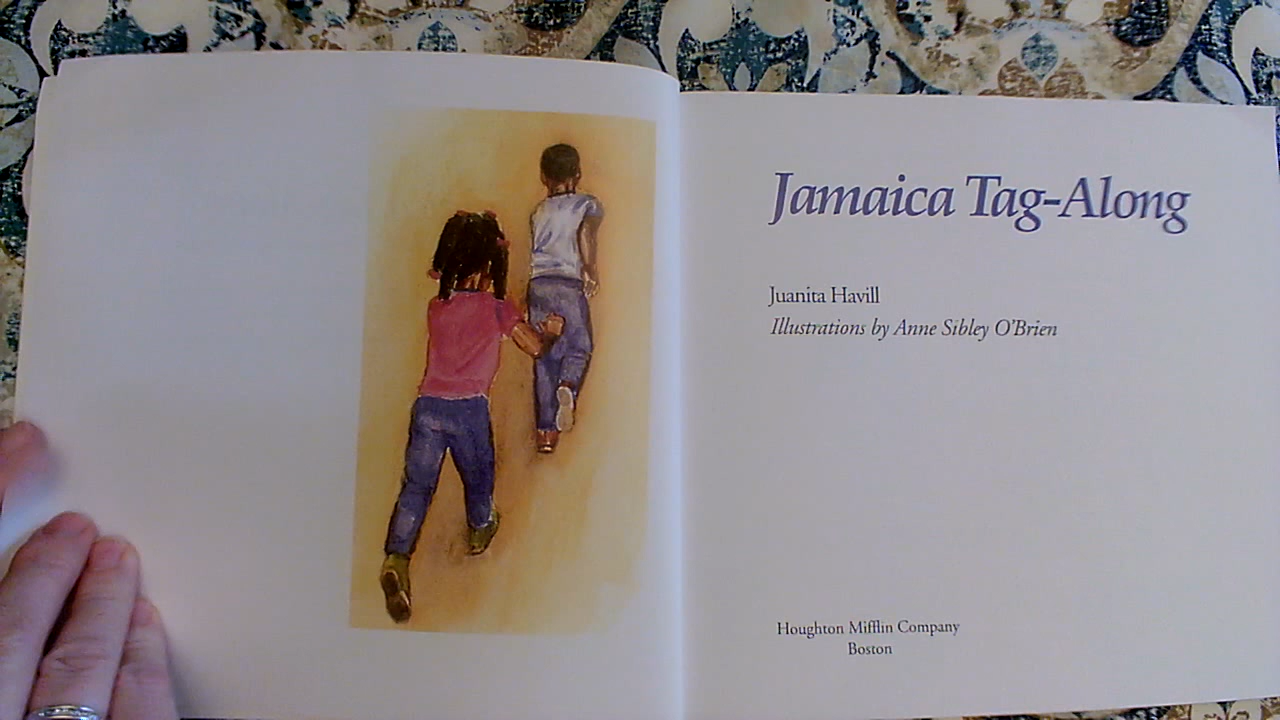 Jamaica Tag-Along
Juanita Havill
Illustrations by Anne Sibley O'Brien
Houghton Mifflin Company
Boston